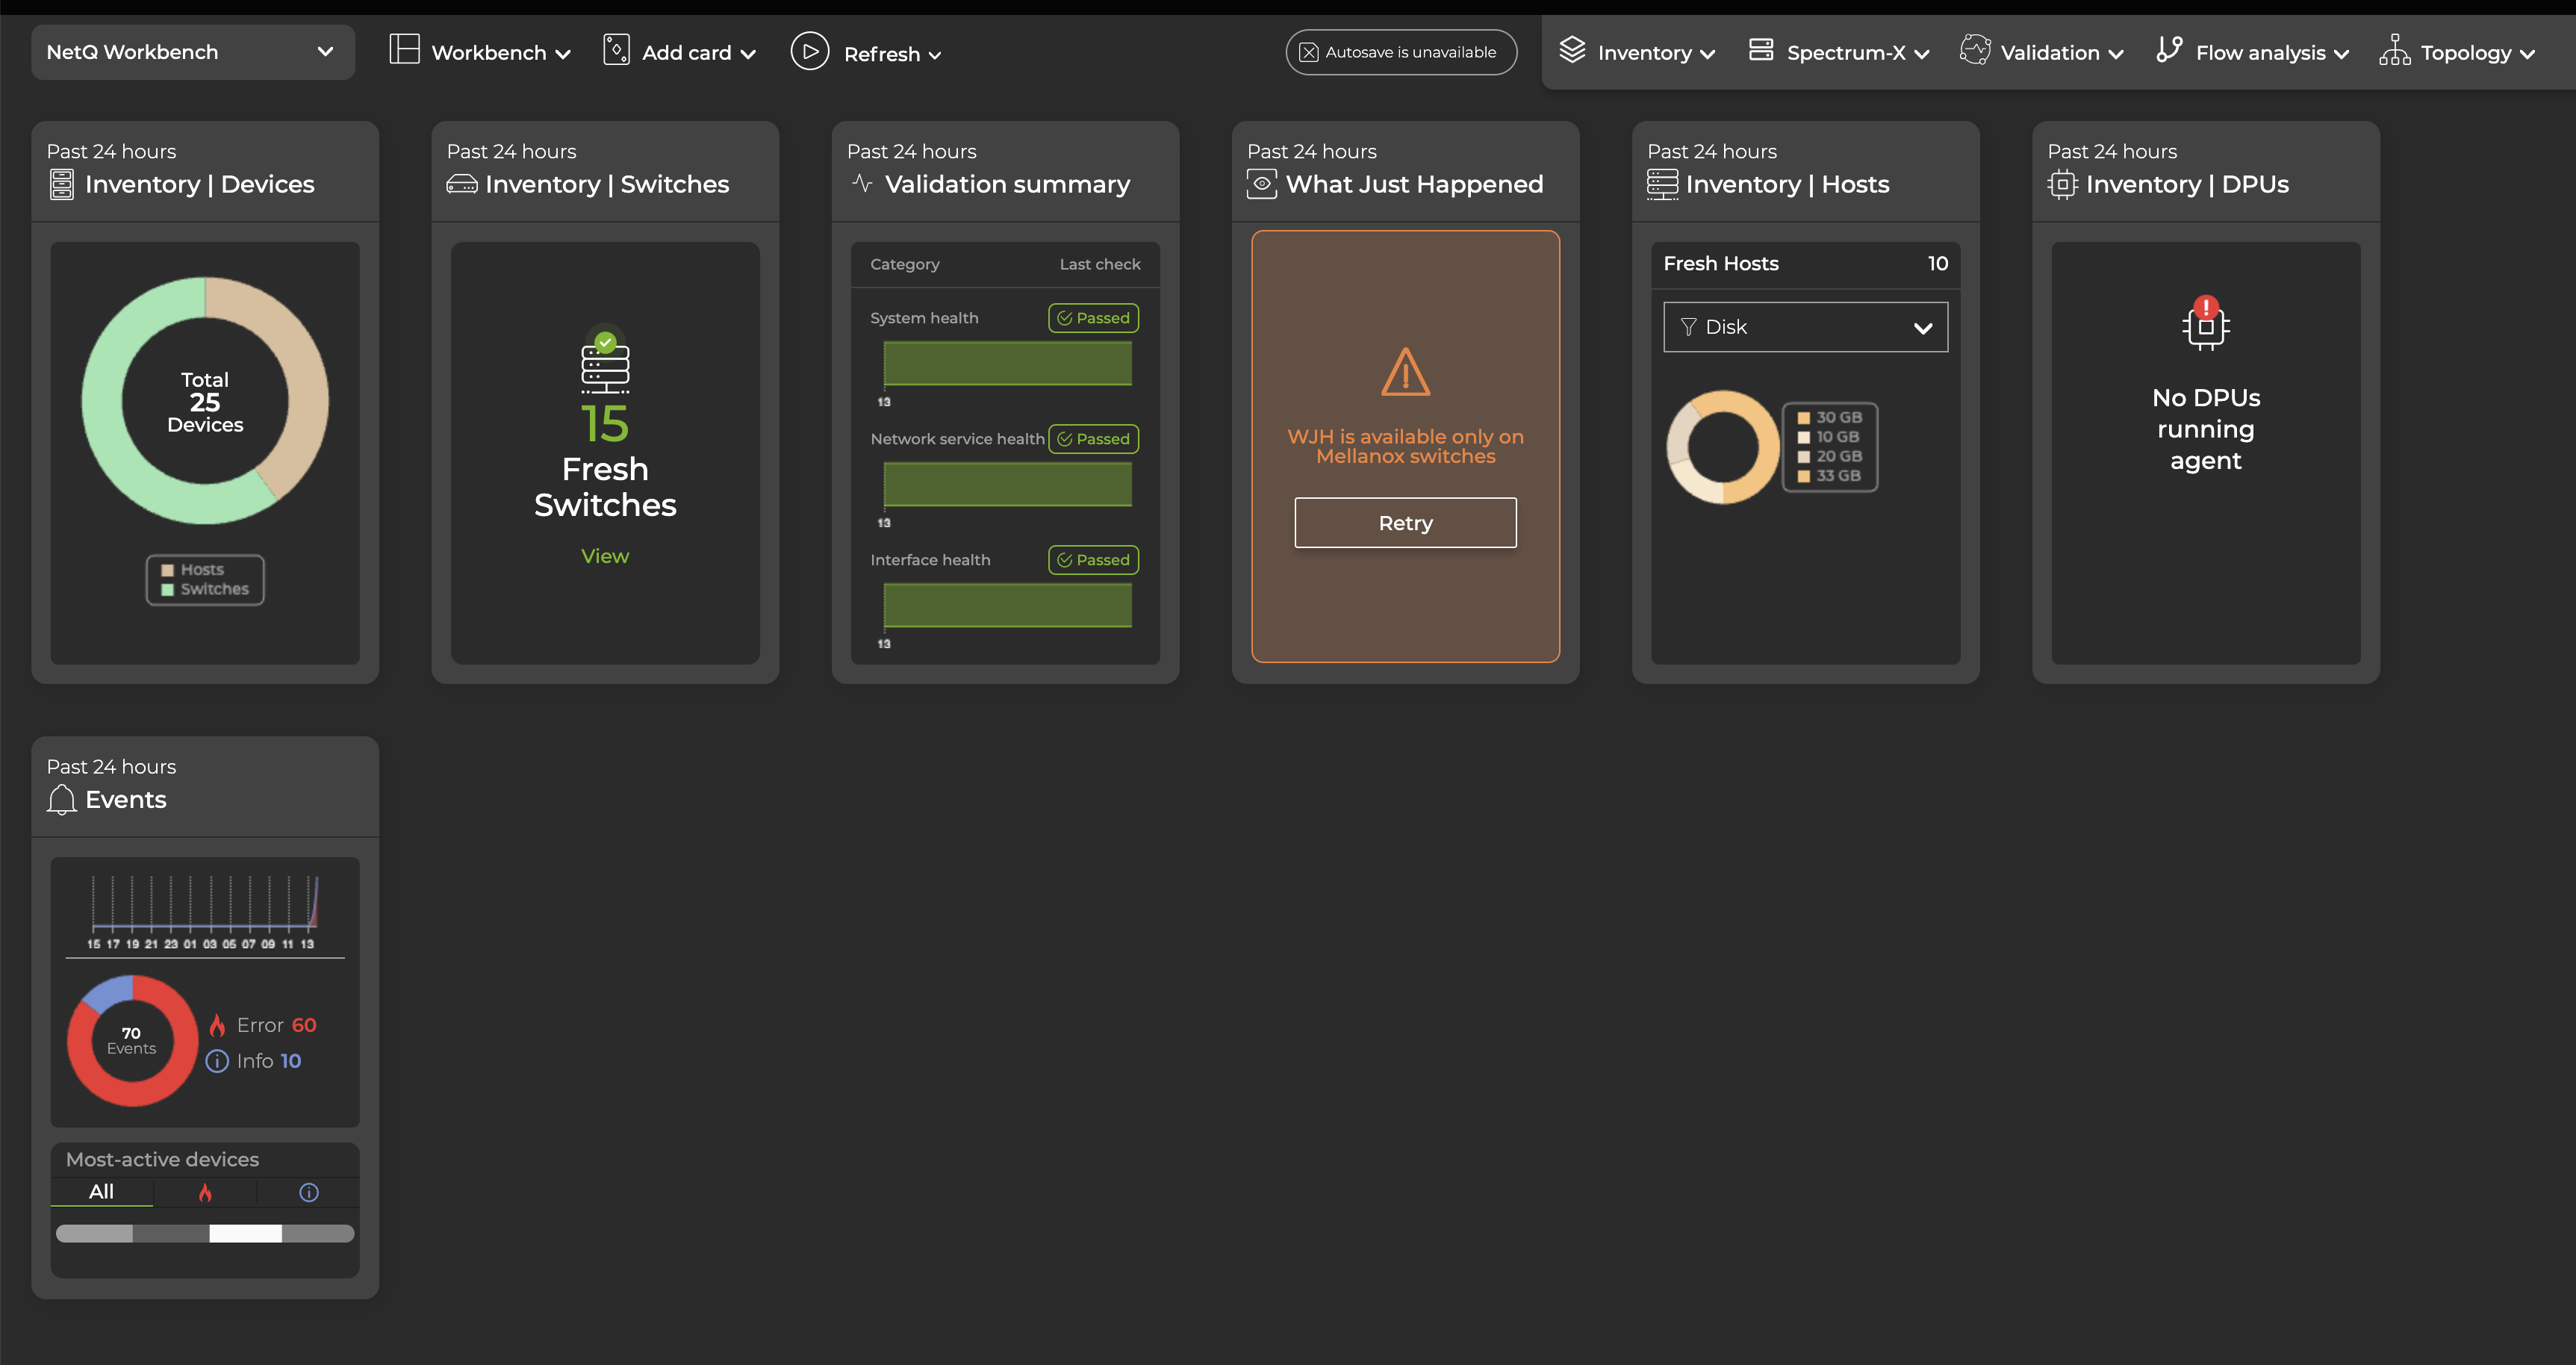 NetQ Workbench
Workbench
Add card
Refresh
Autosave is unavailable
Inventory
Spectrum-X
Validation
Flow analysis
Topology
Past 24 hours
Inventory | Devices
Total
25
Devices
Hosts
Switches
Past 24 hours
Inventory | Switches
15
Fresh
Switches
View
Past 24 hours
Validation summary
Category Last check
System health Passed
13
Network service health Passed
13
Interface health Passed
13
Past 24 hours
What Just Happened
WJH is available only on
Mellanox switches
Retry
Past 24 hours
Inventory | Hosts
Fresh Hosts 10
Disk
30 GB
10 GB
20 GB
33 GB
Past 24 hours
Inventory | DPUs
No DPUs
running
agent
Past 24 hours
Events
15 17 19 21 23 01 03 05 07 09 11 13
70
Events
Error 60
Info 10
Most-active devices
All